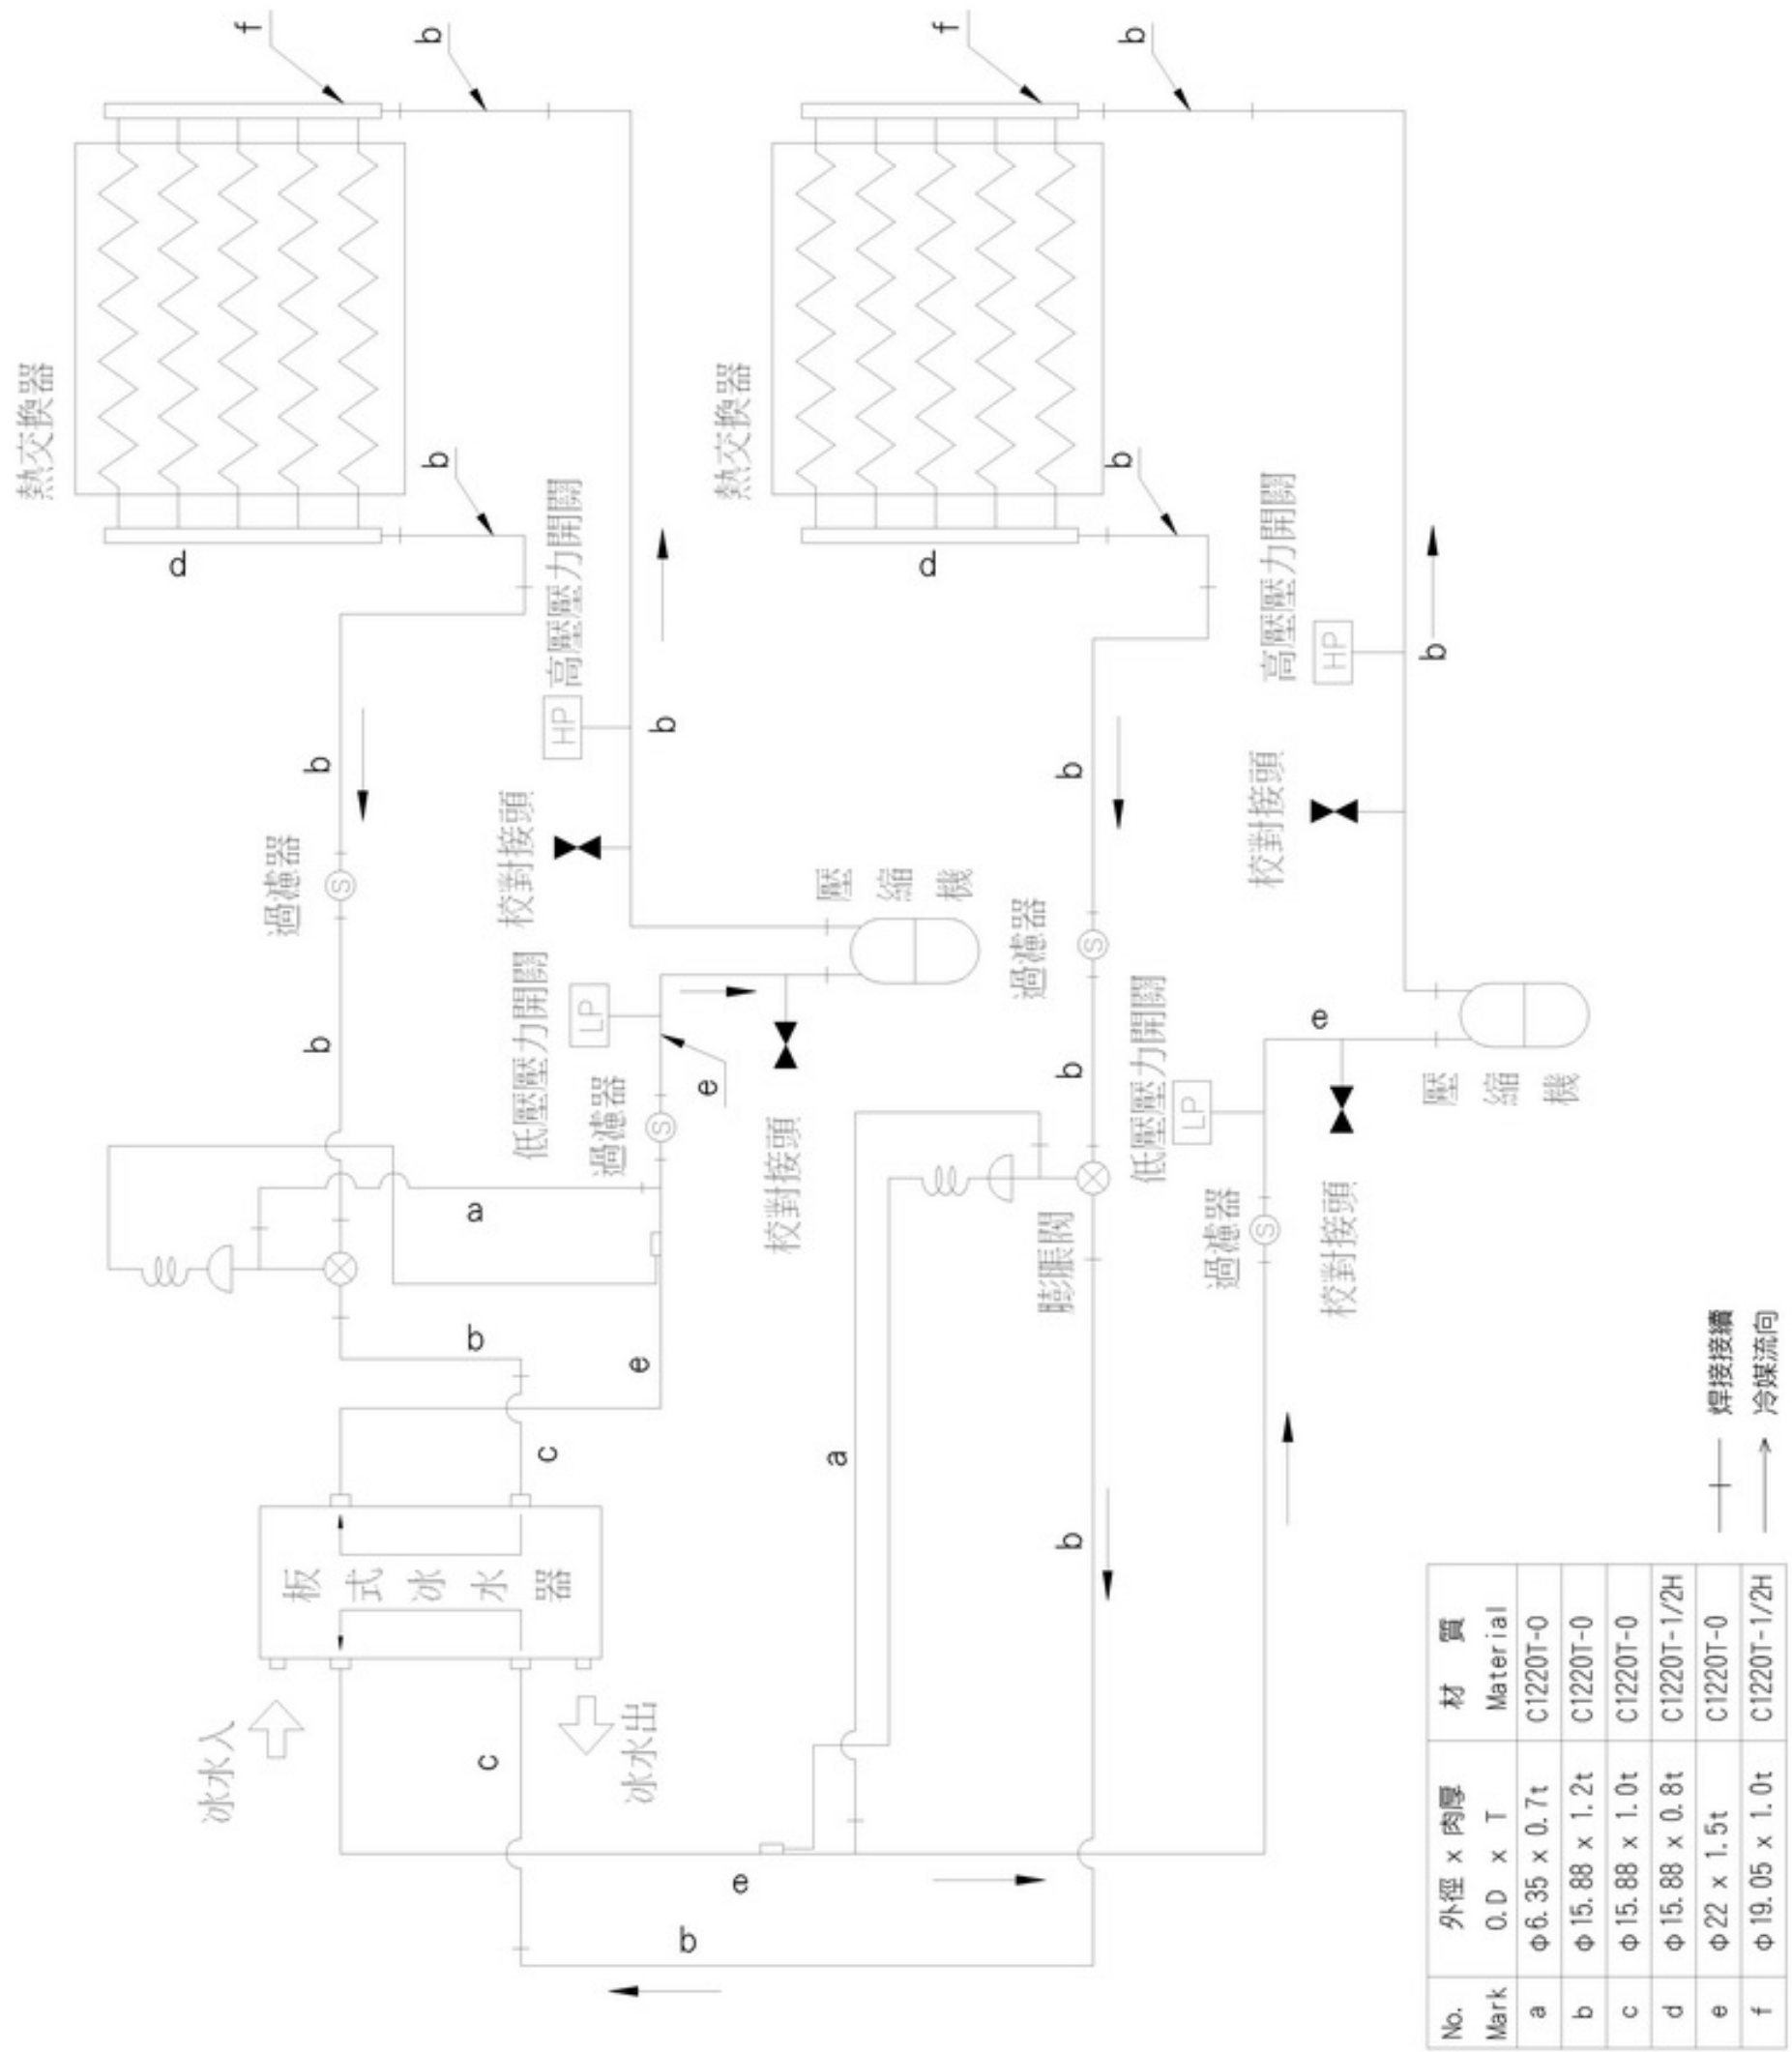 熱交換器
f
d
冰水入
過濾器
S
b
b
板式冰水器
b
b
b
a
c
校對接頭
低壓壓力開關
c
高壓壓力開關
HP
LP
過濾器
S
冰水出
e
b
b
e
熱交換器
e
校對接頭
壓縮機
a
d
f
過濾器
S
膨脹閥
b
b
b
b
b
低壓壓力開關
LP
過濾器
S
校對接頭
高壓壓力開關
e
HP
校對接頭
b
壓縮機
No. 外徑 x 肉厚 材 質
Mark O.D x T Material
a φ6.35 x 0.7t C1220T-O
b φ15.88 x 1.2t C1220T-O
c φ15.88 x 1.0t C1220T-O
d φ15.88 x 0.8t C1220T-1/2H
e φ22 x 1.5t C1220T-O
f φ19.05 x 1.0t C1220T-1/2H
焊接接續
冷媒流向